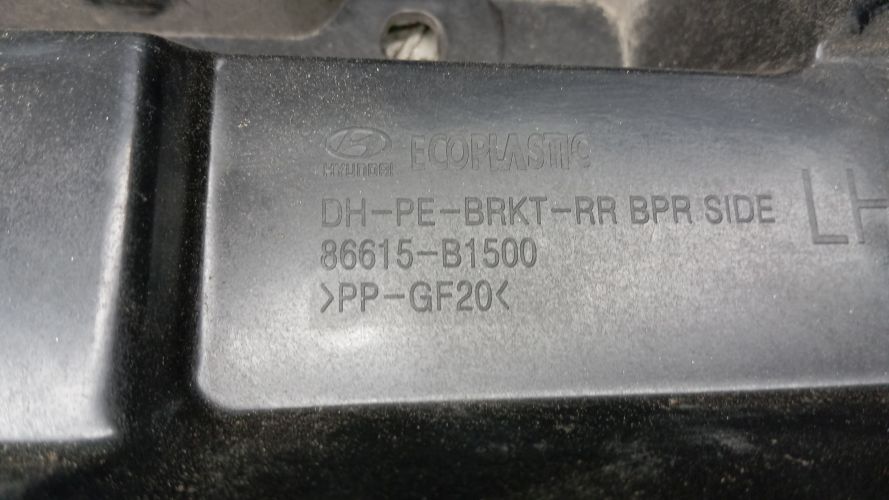 HYUNDAI ECOPLASTIC
DH-PE-BRKT-RR BPR SIDE LH
86615-B1500
>PP-GF20<